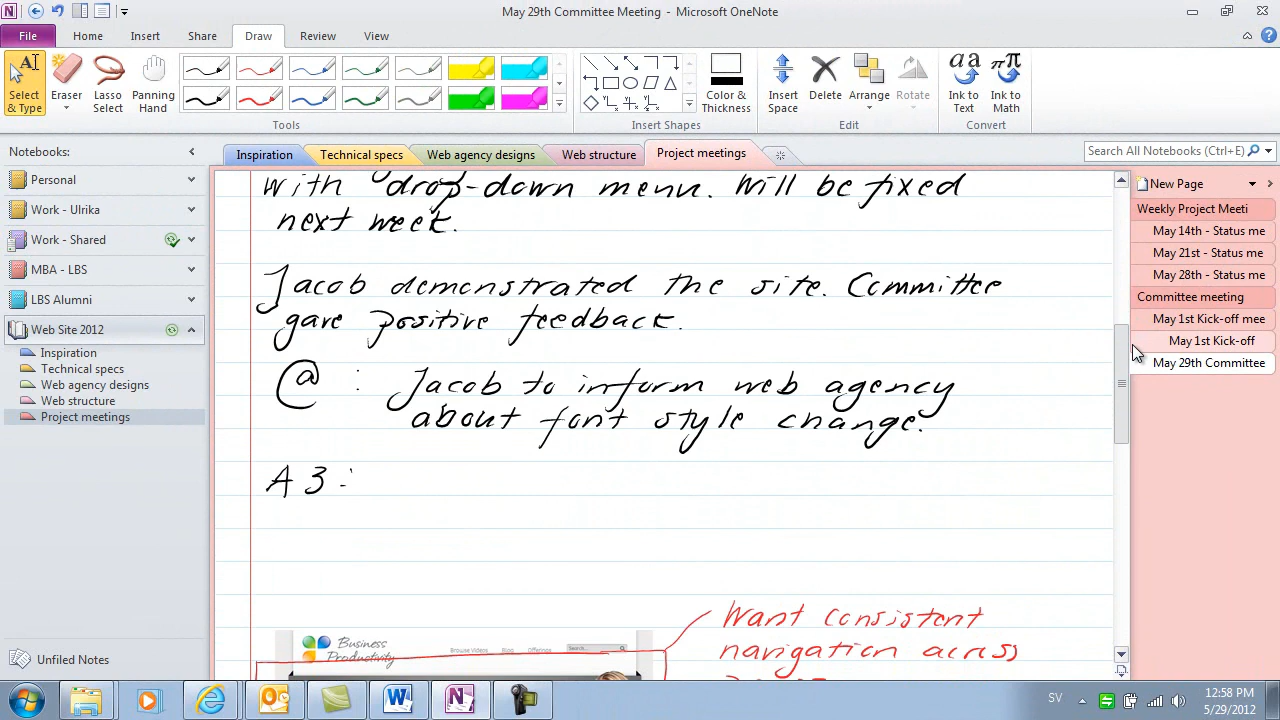 May 29th Committee Meeting - Microsoft OneNote
File Home Insert Share Draw Review View
Select & Type
Eraser
Lasso Select
Panning Hand
Color & Thickness
Insert Space
Delete
Arrange
Rotate
Ink to Text
Ink to Math
Tools
Insert Shapes
Edit
Convert
Notebooks:
Inspiration
Technical specs
Web agency designs
Web structure
Project meetings
Search All Notebooks (Ctrl+E)
Personal
Work - Ulrika
Work - Shared
MBA - LBS
LBS Alumni
Web Site 2012
Inspiration
Technical specs
Web agency designs
Web structure
Project meetings
Unfiled Notes
with drop-down menu. Will be fixed
next week.
Jacob demonstrated the site. Committee
gave positive feedback.
@ : Jacob to inform web agency
about font style change.
A3:
Want consistent
navigation across
Business
Productivity
Browse Videos Blog Offerings
Search...
New Page
Weekly Project Meeti
May 14th - Status me
May 21st - Status me
May 28th - Status me
Committee meeting
May 1st Kick-off mee
May 1st Kick-off
May 29th Committee
SV
12:58 PM
5/29/2012